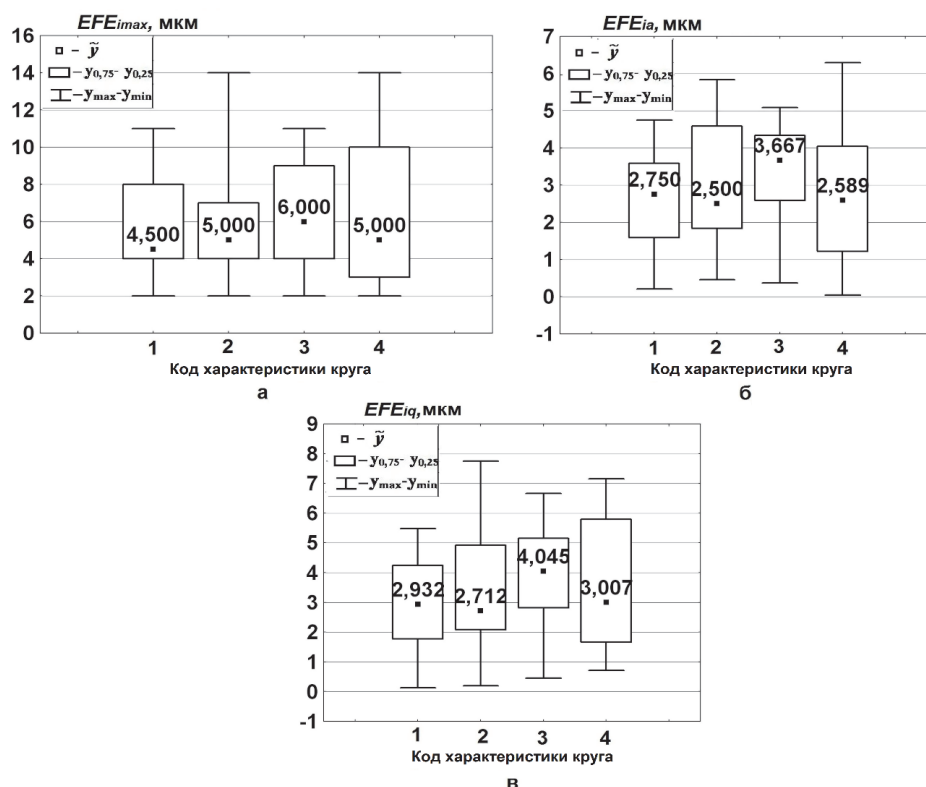 EFEimax, мкм
16
14
12
10
8
6
4
2
0
- ỹ
– y0,75- y0,25
– ymax-ymin
4,500
5,000
6,000
5,000
1 2 3 4
Код характеристики круга
а
EFEia, мкм
7
6
5
4
3
2
1
0
-1
- ỹ
– y0,75- y0,25
– ymax-ymin
2,750
2,500
3,667
2,589
1 2 3 4
Код характеристики круга
б
EFEiq, мкм
9
8
7
6
5
4
3
2
1
0
-1
- ỹ
– y0,75- y0,25
– ymax-ymin
2,932
2,712
4,045
3,007
1 2 3 4
Код характеристики круга
в